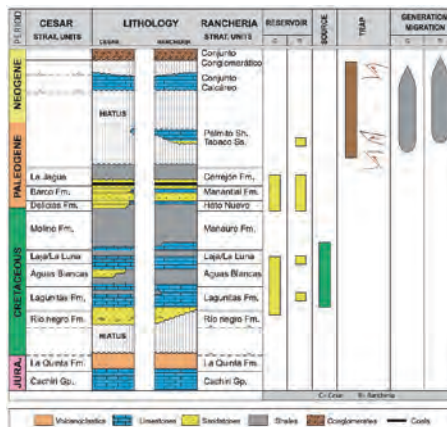 PERIOD
CESAR
STRAT. UNITS
LITHOLOGY
CESAR
RANCHERIA
RANCHERIA
STRAT. UNITS
RESERVOIR
C R
SOURCE
TRAP
GENERATION
MIGRATION
C R
NEOGENE
PALEOGENE
CRETACEOUS
JURA.
Conjunto
Conglomerático
Conjunto
Calcáreo
HIATUS
Palmito Sh.
Tabaco Ss.
La Jagua
Cerrejón Fm.
Barco Fm.
Manantial Fm.
Delicias Fm.
Hato Nuevo
Molino Fm.
Manaure Fm.
Laja/La Luna
Laja/La Luna
Aguas Blancas
Aguas Blancas
Lagunitas Fm.
Lagunitas Fm.
Rio negro Fm.
Rio negro Fm.
HIATUS
La Quinta Fm.
La Quinta Fm.
Cachiri Gp.
Cachiri Gp.
C= Cesar R= Rancheria
Volcanoclastics Limestones Sandstones Shales Conglomerates Coals